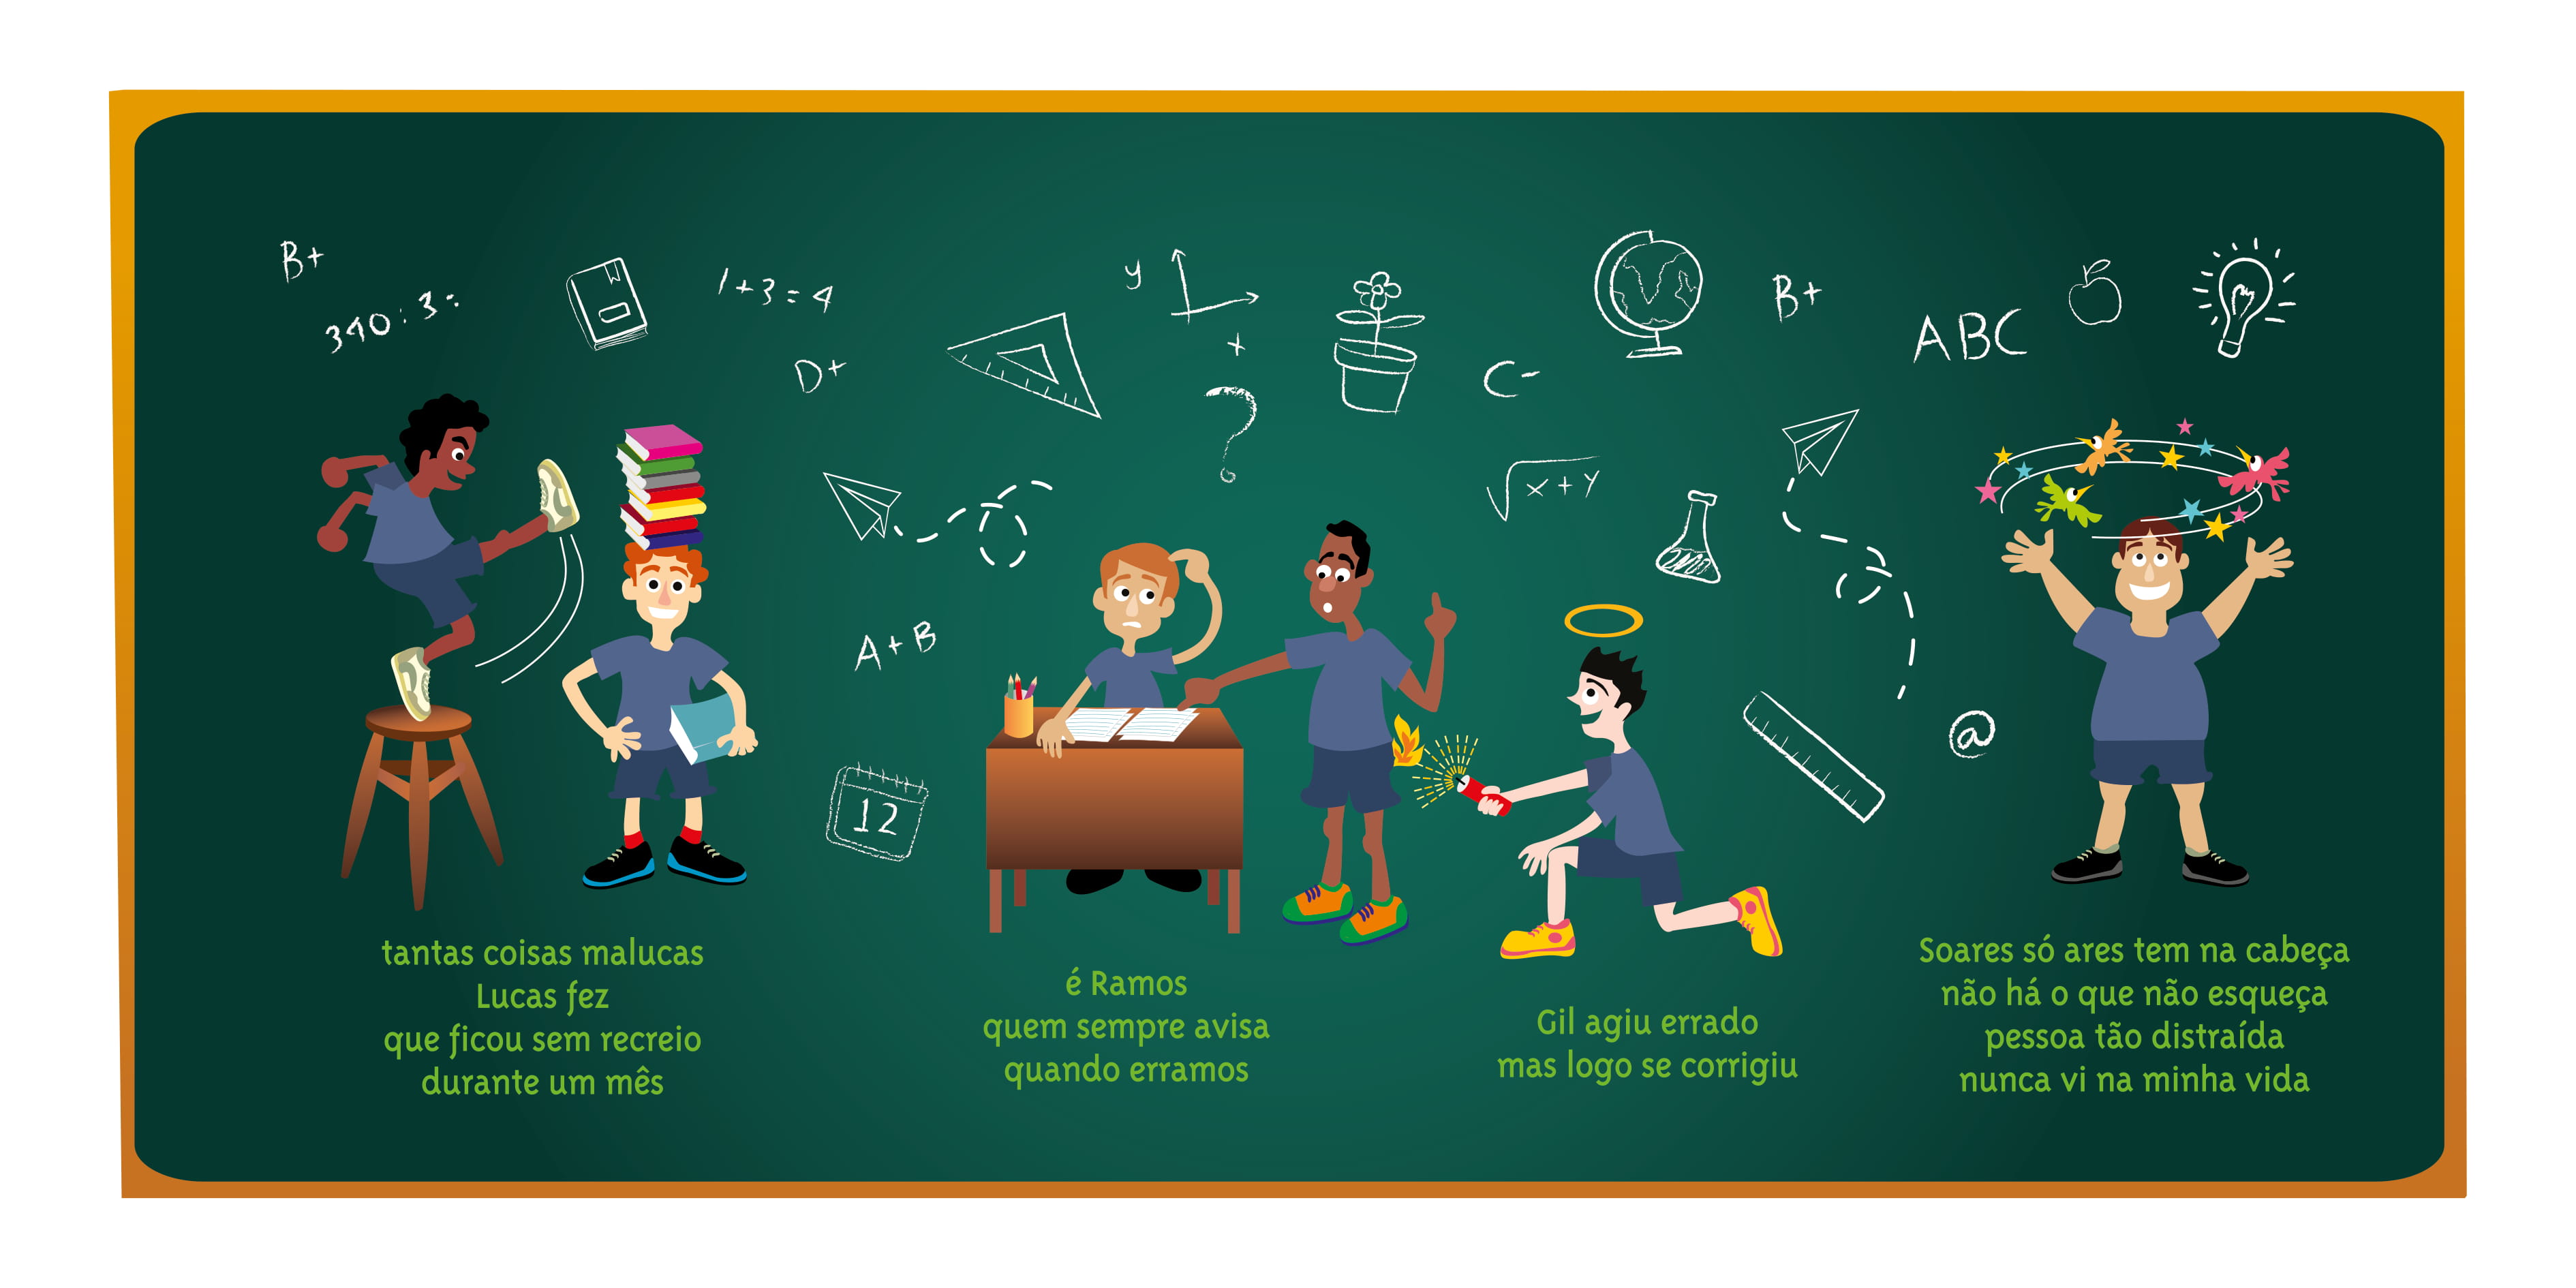 B+
340:3=
1+3=4
D+
y
+
?
C-
B+
ABC
√x+y
A+B
12
@
tantas coisas malucas
Lucas fez
que ficou sem recreio
durante um mês
é Ramos
quem sempre avisa
quando erramos
Gil agiu errado
mas logo se corrigiu
Soares só ares tem na cabeça
não há o que não esqueça
pessoa tão distraída
nunca vi na minha vida